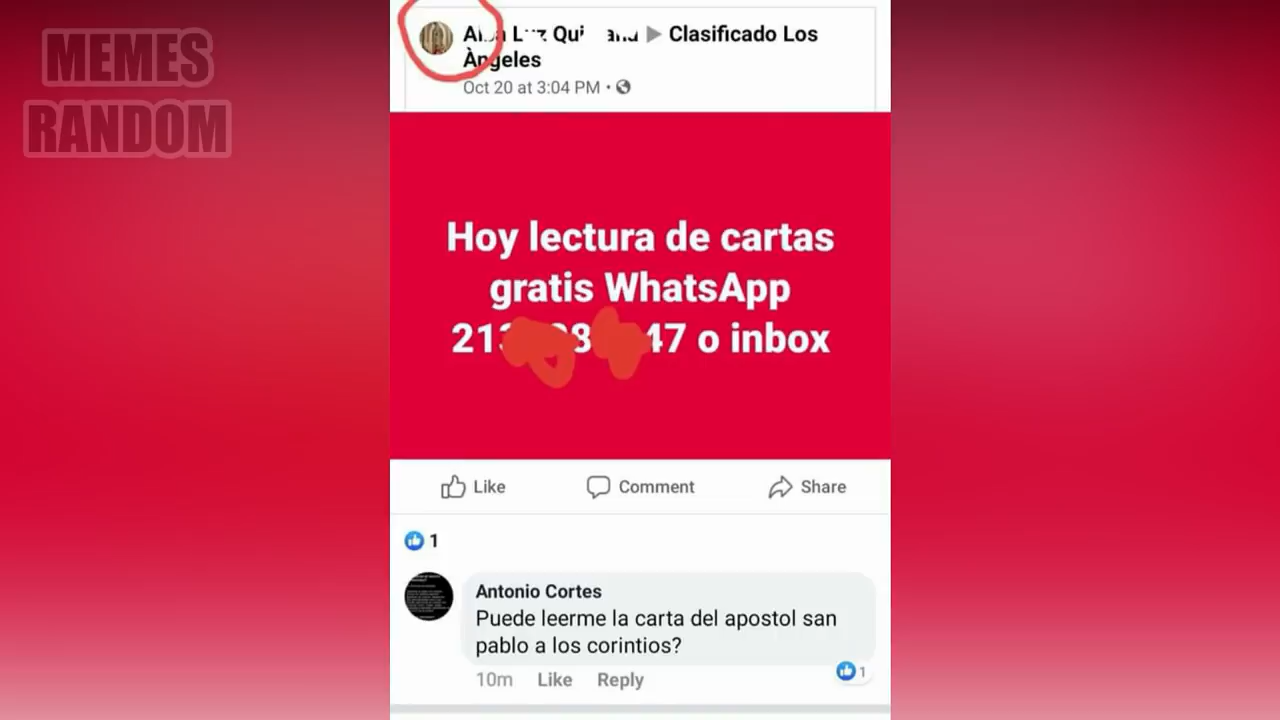 MEMES
RANDOM
Clasificado Los
Àngeles
Oct 20 at 3:04 PM
Hoy lectura de cartas
gratis WhatsApp
47 o inbox
Like
Comment
Share
1
Antonio Cortes
Puede leerme la carta del apostol san
pablo a los corintios?
10m Like Reply
1